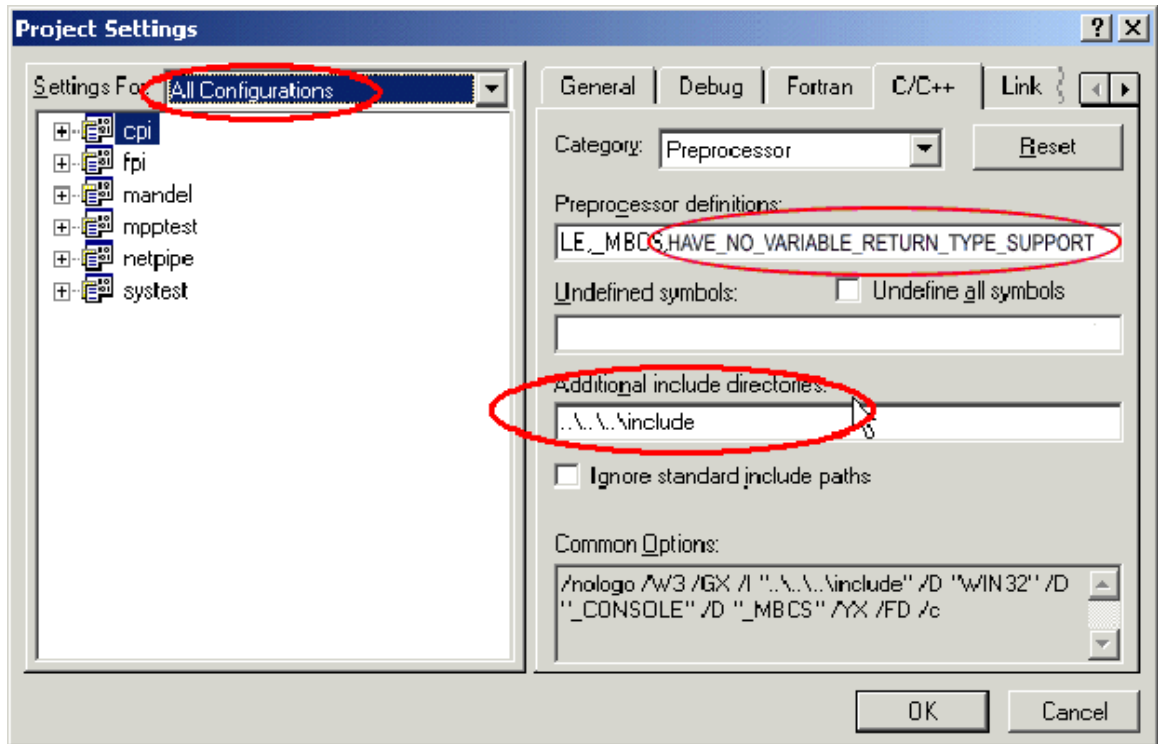 Project Settings
Settings For: All Configurations
cpi
fpi
mandel
mpptest
netpipe
systest
General Debug Fortran C/C++ Link
Category: Preprocessor Reset
Preprocessor definitions:
LE,_MBCS,HAVE_NO_VARIABLE_RETURN_TYPE_SUPPORT
Undefined symbols: Undefine all symbols
Additional include directories:
..\..\..\include
Ignore standard include paths
Common Options:
/nologo /W3 /GX /I "..\..\..\include" /D "WIN32" /D
"_CONSOLE" /D "_MBCS" /YX /FD /c
OK Cancel